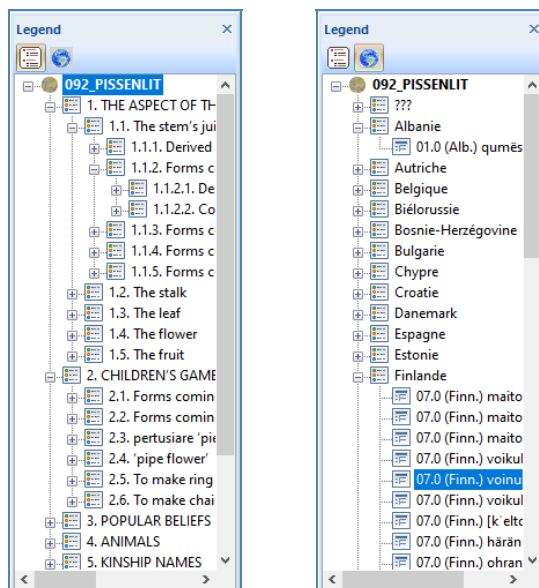 Legend
092_PISSENLIT
1. THE ASPECT OF TH
1.1. The stem's jui
1.1.1. Derived
1.1.2. Forms c
1.1.2.1. De
1.1.2.2. Co
1.1.3. Forms c
1.1.4. Forms c
1.1.5. Forms c
1.2. The stalk
1.3. The leaf
1.4. The flower
1.5. The fruit
2. CHILDREN'S GAME
2.1. Forms comin
2.2. Forms comin
2.3. pertusiare 'pie
2.4. 'pipe flower'
2.5. To make ring
2.6. To make chai
3. POPULAR BELIEFS
4. ANIMALS
5. KINSHIP NAMES
Legend
092_PISSENLIT
???
Albanie
01.0 (Alb.) qumës
Autriche
Belgique
Biélorussie
Bosnie-Herzégovine
Bulgarie
Chypre
Croatie
Danemark
Espagne
Estonie
Finlande
07.0 (Finn.) maito
07.0 (Finn.) maito
07.0 (Finn.) maito
07.0 (Finn.) voikul
07.0 (Finn.) voinu
07.0 (Finn.) voikul
07.0 (Finn.) [k'elto
07.0 (Finn.) härän
07.0 (Finn.) ohran